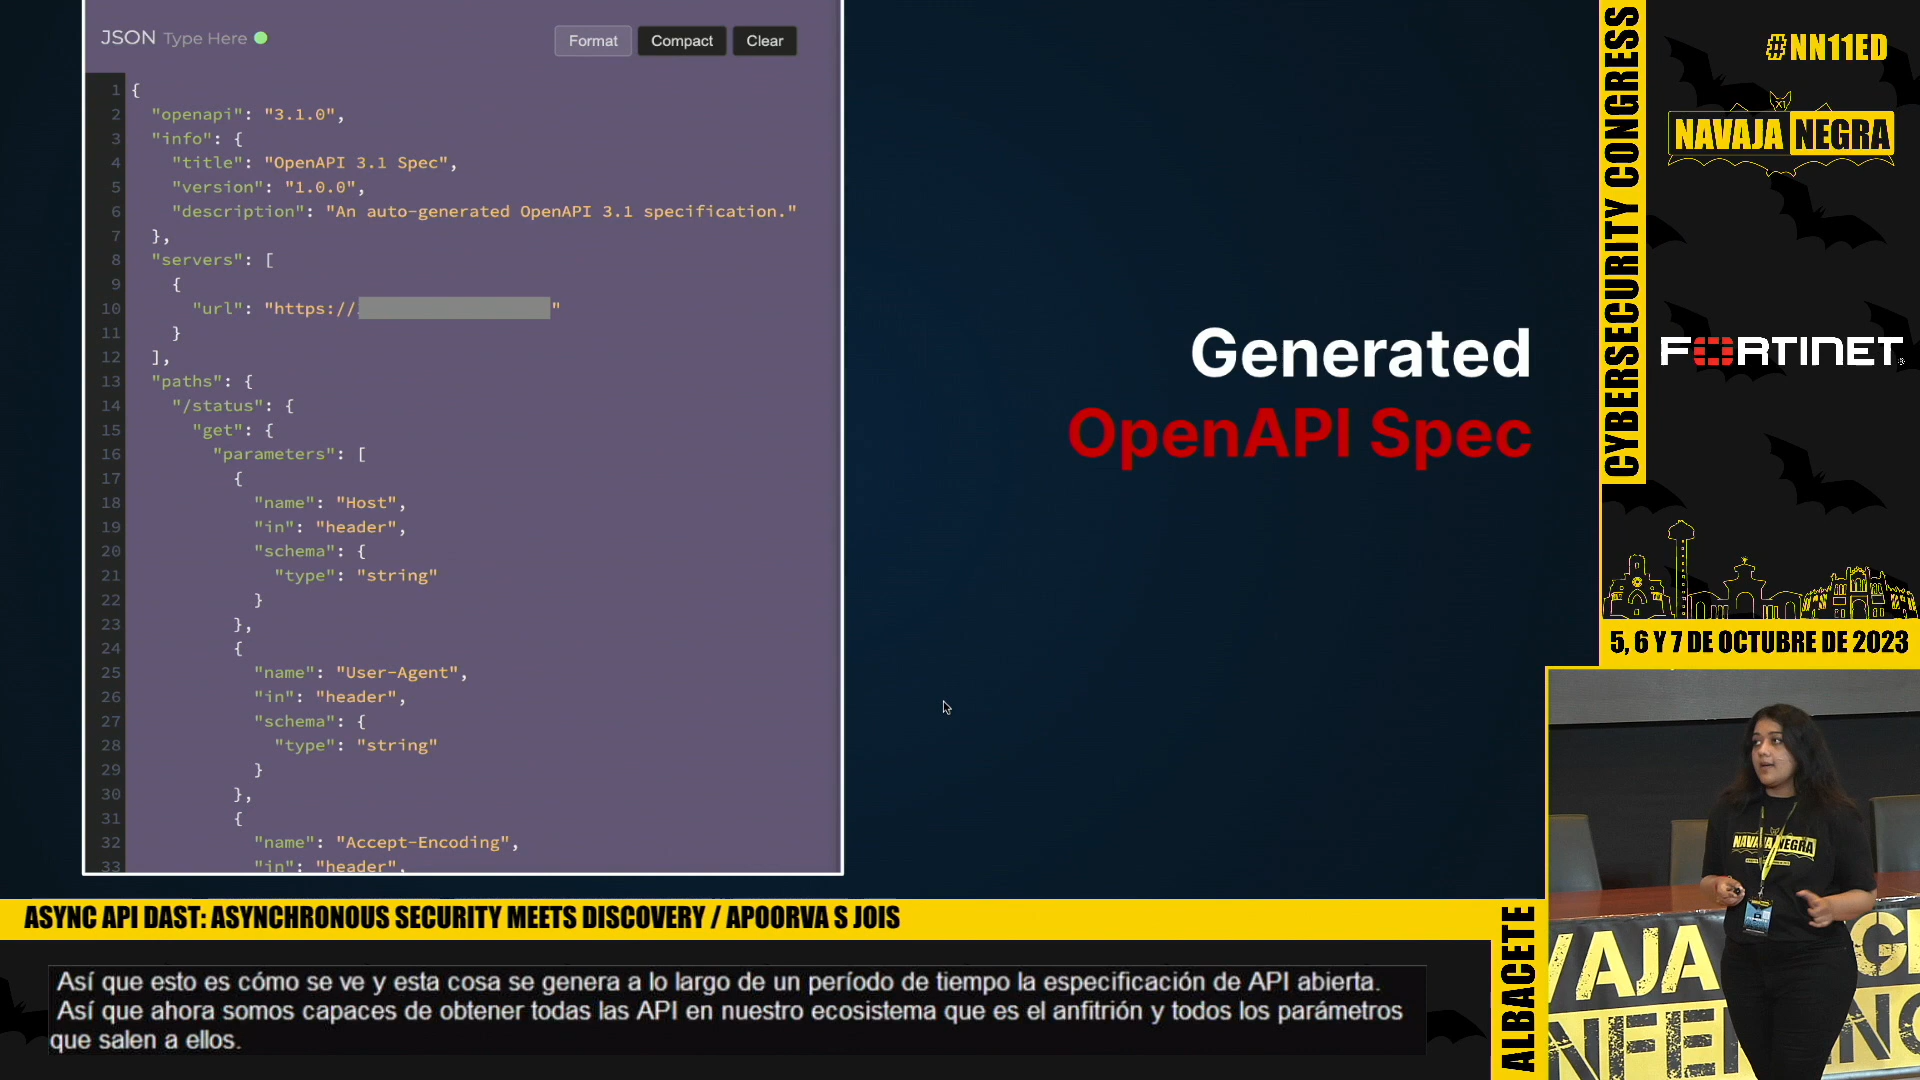 JSON Type Here
Format Compact Clear
1 {
2 "openapi": "3.1.0",
3 "info": {
4 "title": "OpenAPI 3.1 Spec",
5 "version": "1.0.0",
6 "description": "An auto-generated OpenAPI 3.1 specification."
7 },
8 "servers": [
9 {
10 "url": "https:// "
11 }
12 ],
13 "paths": {
14 "/status": {
15 "get": {
16 "parameters": [
17 {
18 "name": "Host",
19 "in": "header",
20 "schema": {
21 "type": "string"
22 }
23 },
24 {
25 "name": "User-Agent",
26 "in": "header",
27 "schema": {
28 "type": "string"
29 }
30 },
31 {
32 "name": "Accept-Encoding",
33 "in": "header",
Generated
OpenAPI Spec
CYBERSECURITY CONGRESS
#NN11ED
XI
NAVAJA NEGRA
FORTINET
5, 6 Y 7 DE OCTUBRE DE 2023
NAVAJA NEGRA
ASYNC API DAST: ASYNCHRONOUS SECURITY MEETS DISCOVERY / APOORVA S JOIS
ALBACETE
Así que esto es cómo se ve y esta cosa se genera a lo largo de un período de tiempo la especificación de API abierta.
Así que ahora somos capaces de obtener todas las API en nuestro ecosistema que es el anfitrión y todos los parámetros
que salen a ellos.